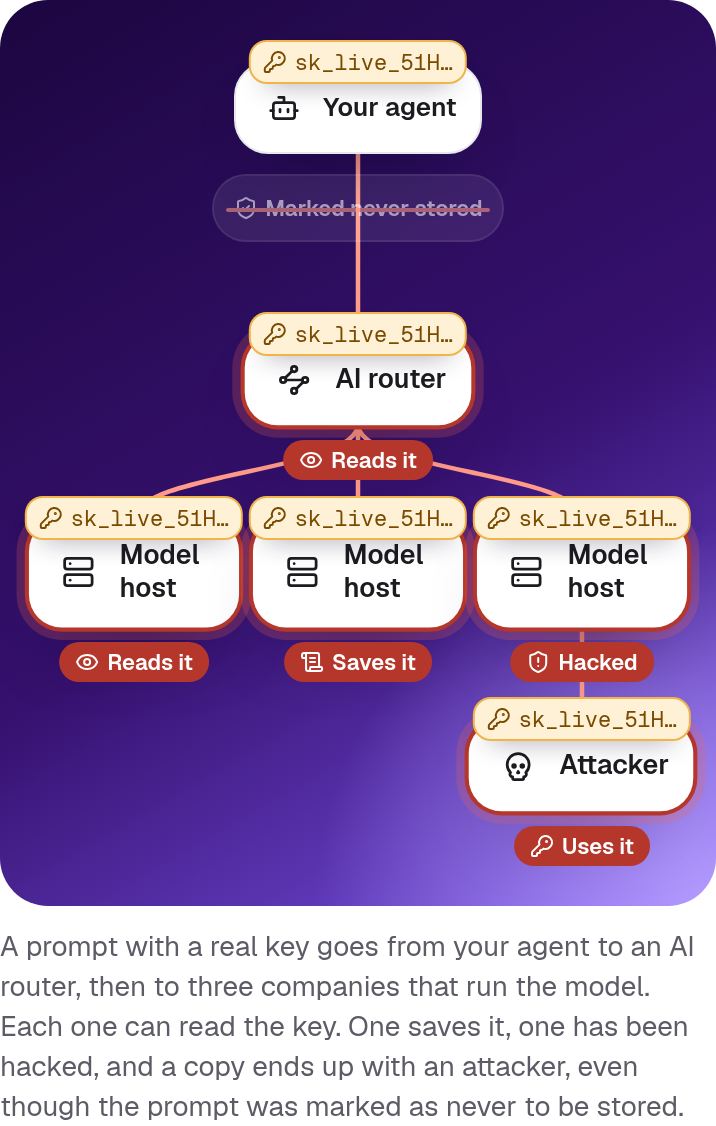 sk_live_51H…
Your agent
Marked never stored
sk_live_51H…
AI router
Reads it
sk_live_51H… sk_live_51H… sk_live_51H…
Model Model Model
host host host
Reads it Saves it Hacked
sk_live_51H…
Attacker
Uses it
A prompt with a real key goes from your agent to an AI
router, then to three companies that run the model.
Each one can read the key. One saves it, one has been
hacked, and a copy ends up with an attacker, even
though the prompt was marked as never to be stored.